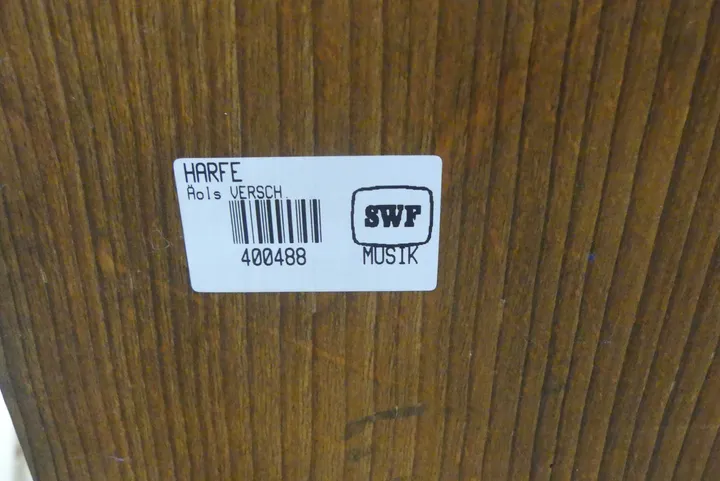 HARFE
Äols VERSCH.
400488
SWF
MUSIK